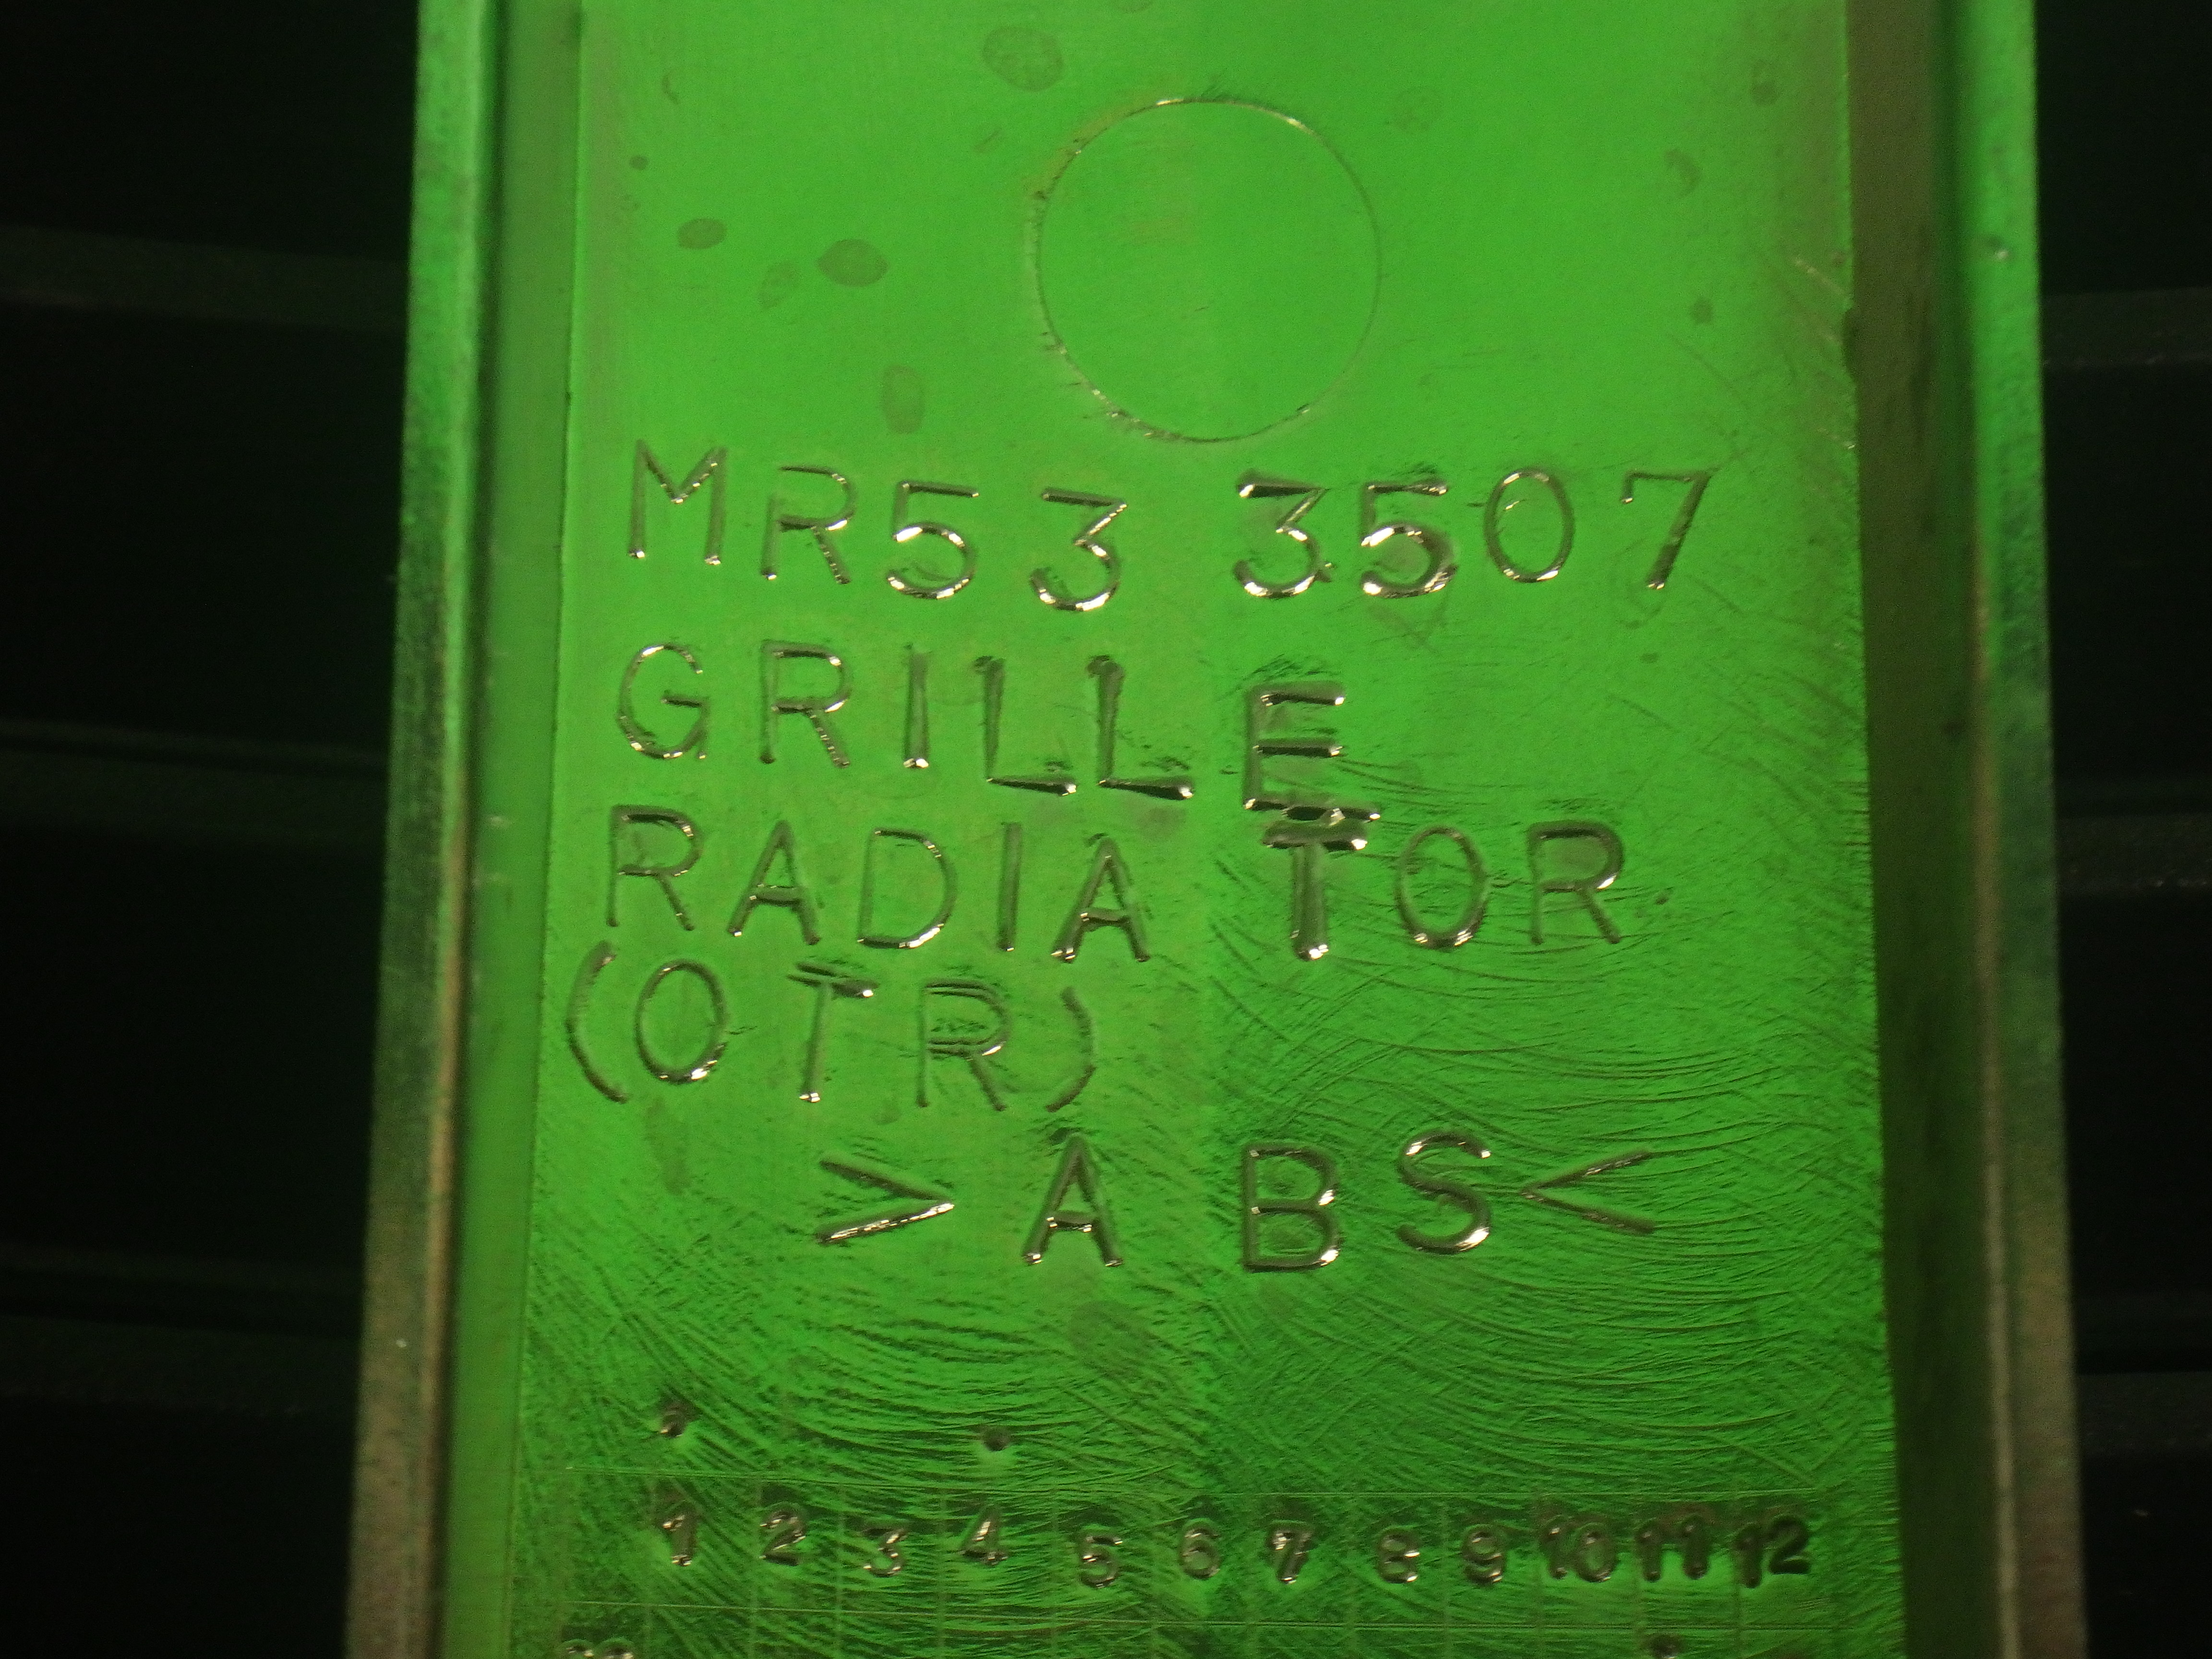 MR53 3507
GRILLE
RADIATOR
(OTR)
>ABS<
1 2 3 4 5 6 7 8 9 10 11 12